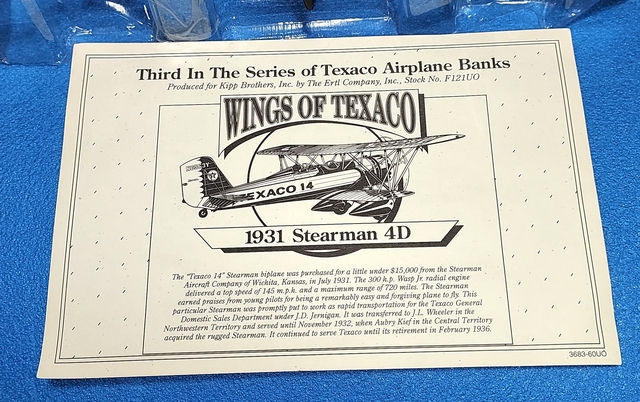 Third In The Series of Texaco Airplane Banks
Produced for Kipp Brothers, Inc. by The Ertl Company, Inc., Stock No. F121UO
WINGS OF TEXACO
TEXACO 14
1931 Stearman 4D
The "Texaco 14" Stearman biplane was purchased for a little under $15,000 from the Stearman
Aircraft Company of Wichita, Kansas, in July 1931. The 300 h.p. Wasp Jr. radial engine
delivered a top speed of 145 m.p.h. and a maximum range of 720 miles. The Stearman
earned praises from young pilots for being a remarkably easy and forgiving plane to fly. This
particular Stearman was promptly put to work as rapid transportation for the Texaco General
Domestic Sales Department under J.D. Jernigan. It was transferred to J.L. Wheeler in the
Northwestern Territory and served until November 1932, when Aubry Kief in the Central Territory
acquired the rugged Stearman. It continued to serve Texaco until its retirement in February 1936.
3683-60UO